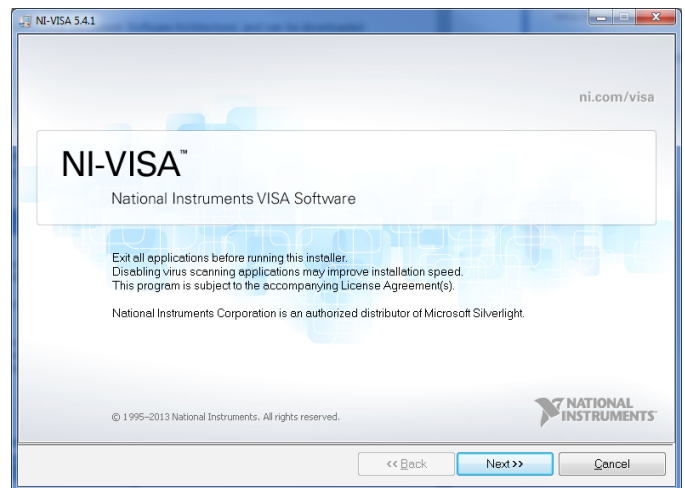 NI-VISA 5.4.1
ni.com/visa
NI-VISA™
National Instruments VISA Software
Exit all applications before running this installer.
Disabling virus scanning applications may improve installation speed.
This program is subject to the accompanying License Agreement(s).
National Instruments Corporation is an authorized distributor of Microsoft Silverlight.
© 1995–2013 National Instruments. All rights reserved.
NATIONAL
INSTRUMENTS™
<< Back
Next >>
Cancel